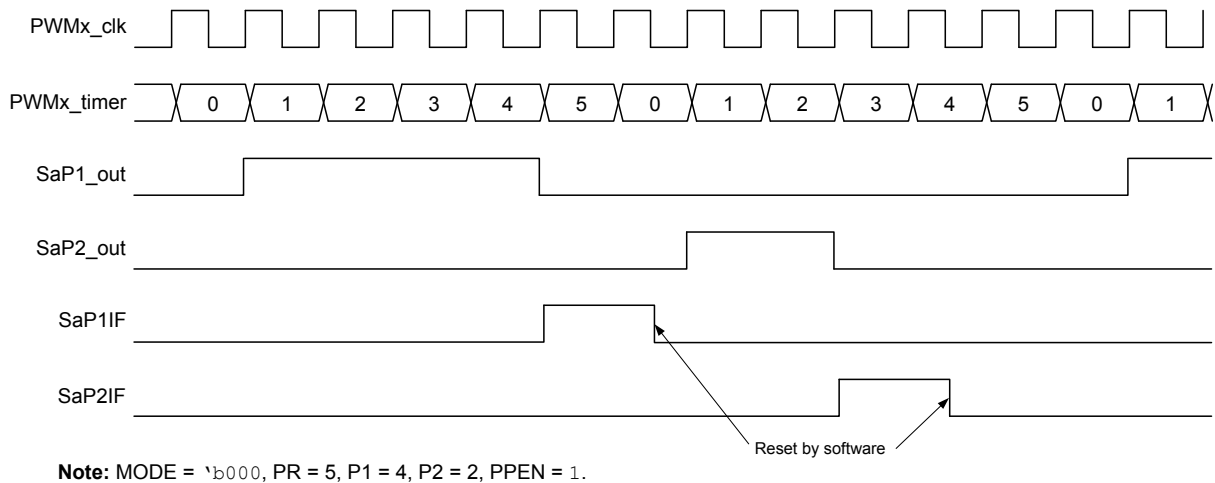 PWMx_clk
PWMx_timer 0 1 2 3 4 5 0 1 2 3 4 5 0 1
SaP1_out
SaP2_out
SaP1IF
SaP2IF
Reset by software
Note: MODE = ‘b000, PR = 5, P1 = 4, P2 = 2, PPEN = 1.